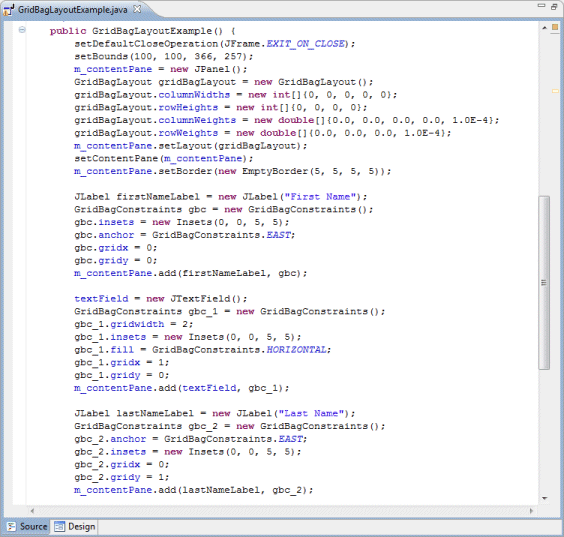 GridBagLayoutExample.java
public GridBagLayoutExample() {
setDefaultCloseOperation(JFrame.EXIT_ON_CLOSE);
setBounds(100, 100, 366, 257);
m_contentPane = new JPanel();
GridBagLayout gridBagLayout = new GridBagLayout();
gridBagLayout.columnWidths = new int[]{0, 0, 0, 0, 0};
gridBagLayout.rowHeights = new int[]{0, 0, 0, 0};
gridBagLayout.columnWeights = new double[]{0.0, 0.0, 0.0, 0.0, 1.0E-4};
gridBagLayout.rowWeights = new double[]{0.0, 0.0, 0.0, 1.0E-4};
m_contentPane.setLayout(gridBagLayout);
setContentPane(m_contentPane);
m_contentPane.setBorder(new EmptyBorder(5, 5, 5, 5));
JLabel firstNameLabel = new JLabel("First Name");
GridBagConstraints gbc = new GridBagConstraints();
gbc.insets = new Insets(0, 0, 5, 5);
gbc.anchor = GridBagConstraints.EAST;
gbc.gridx = 0;
gbc.gridy = 0;
m_contentPane.add(firstNameLabel, gbc);
textField = new JTextField();
GridBagConstraints gbc_1 = new GridBagConstraints();
gbc_1.gridwidth = 2;
gbc_1.insets = new Insets(0, 0, 5, 5);
gbc_1.fill = GridBagConstraints.HORIZONTAL;
gbc_1.gridx = 1;
gbc_1.gridy = 0;
m_contentPane.add(textField, gbc_1);
JLabel lastNameLabel = new JLabel("Last Name");
GridBagConstraints gbc_2 = new GridBagConstraints();
gbc_2.anchor = GridBagConstraints.EAST;
gbc_2.insets = new Insets(0, 0, 5, 5);
gbc_2.gridx = 0;
gbc_2.gridy = 1;
m_contentPane.add(lastNameLabel, gbc_2);
Source Design